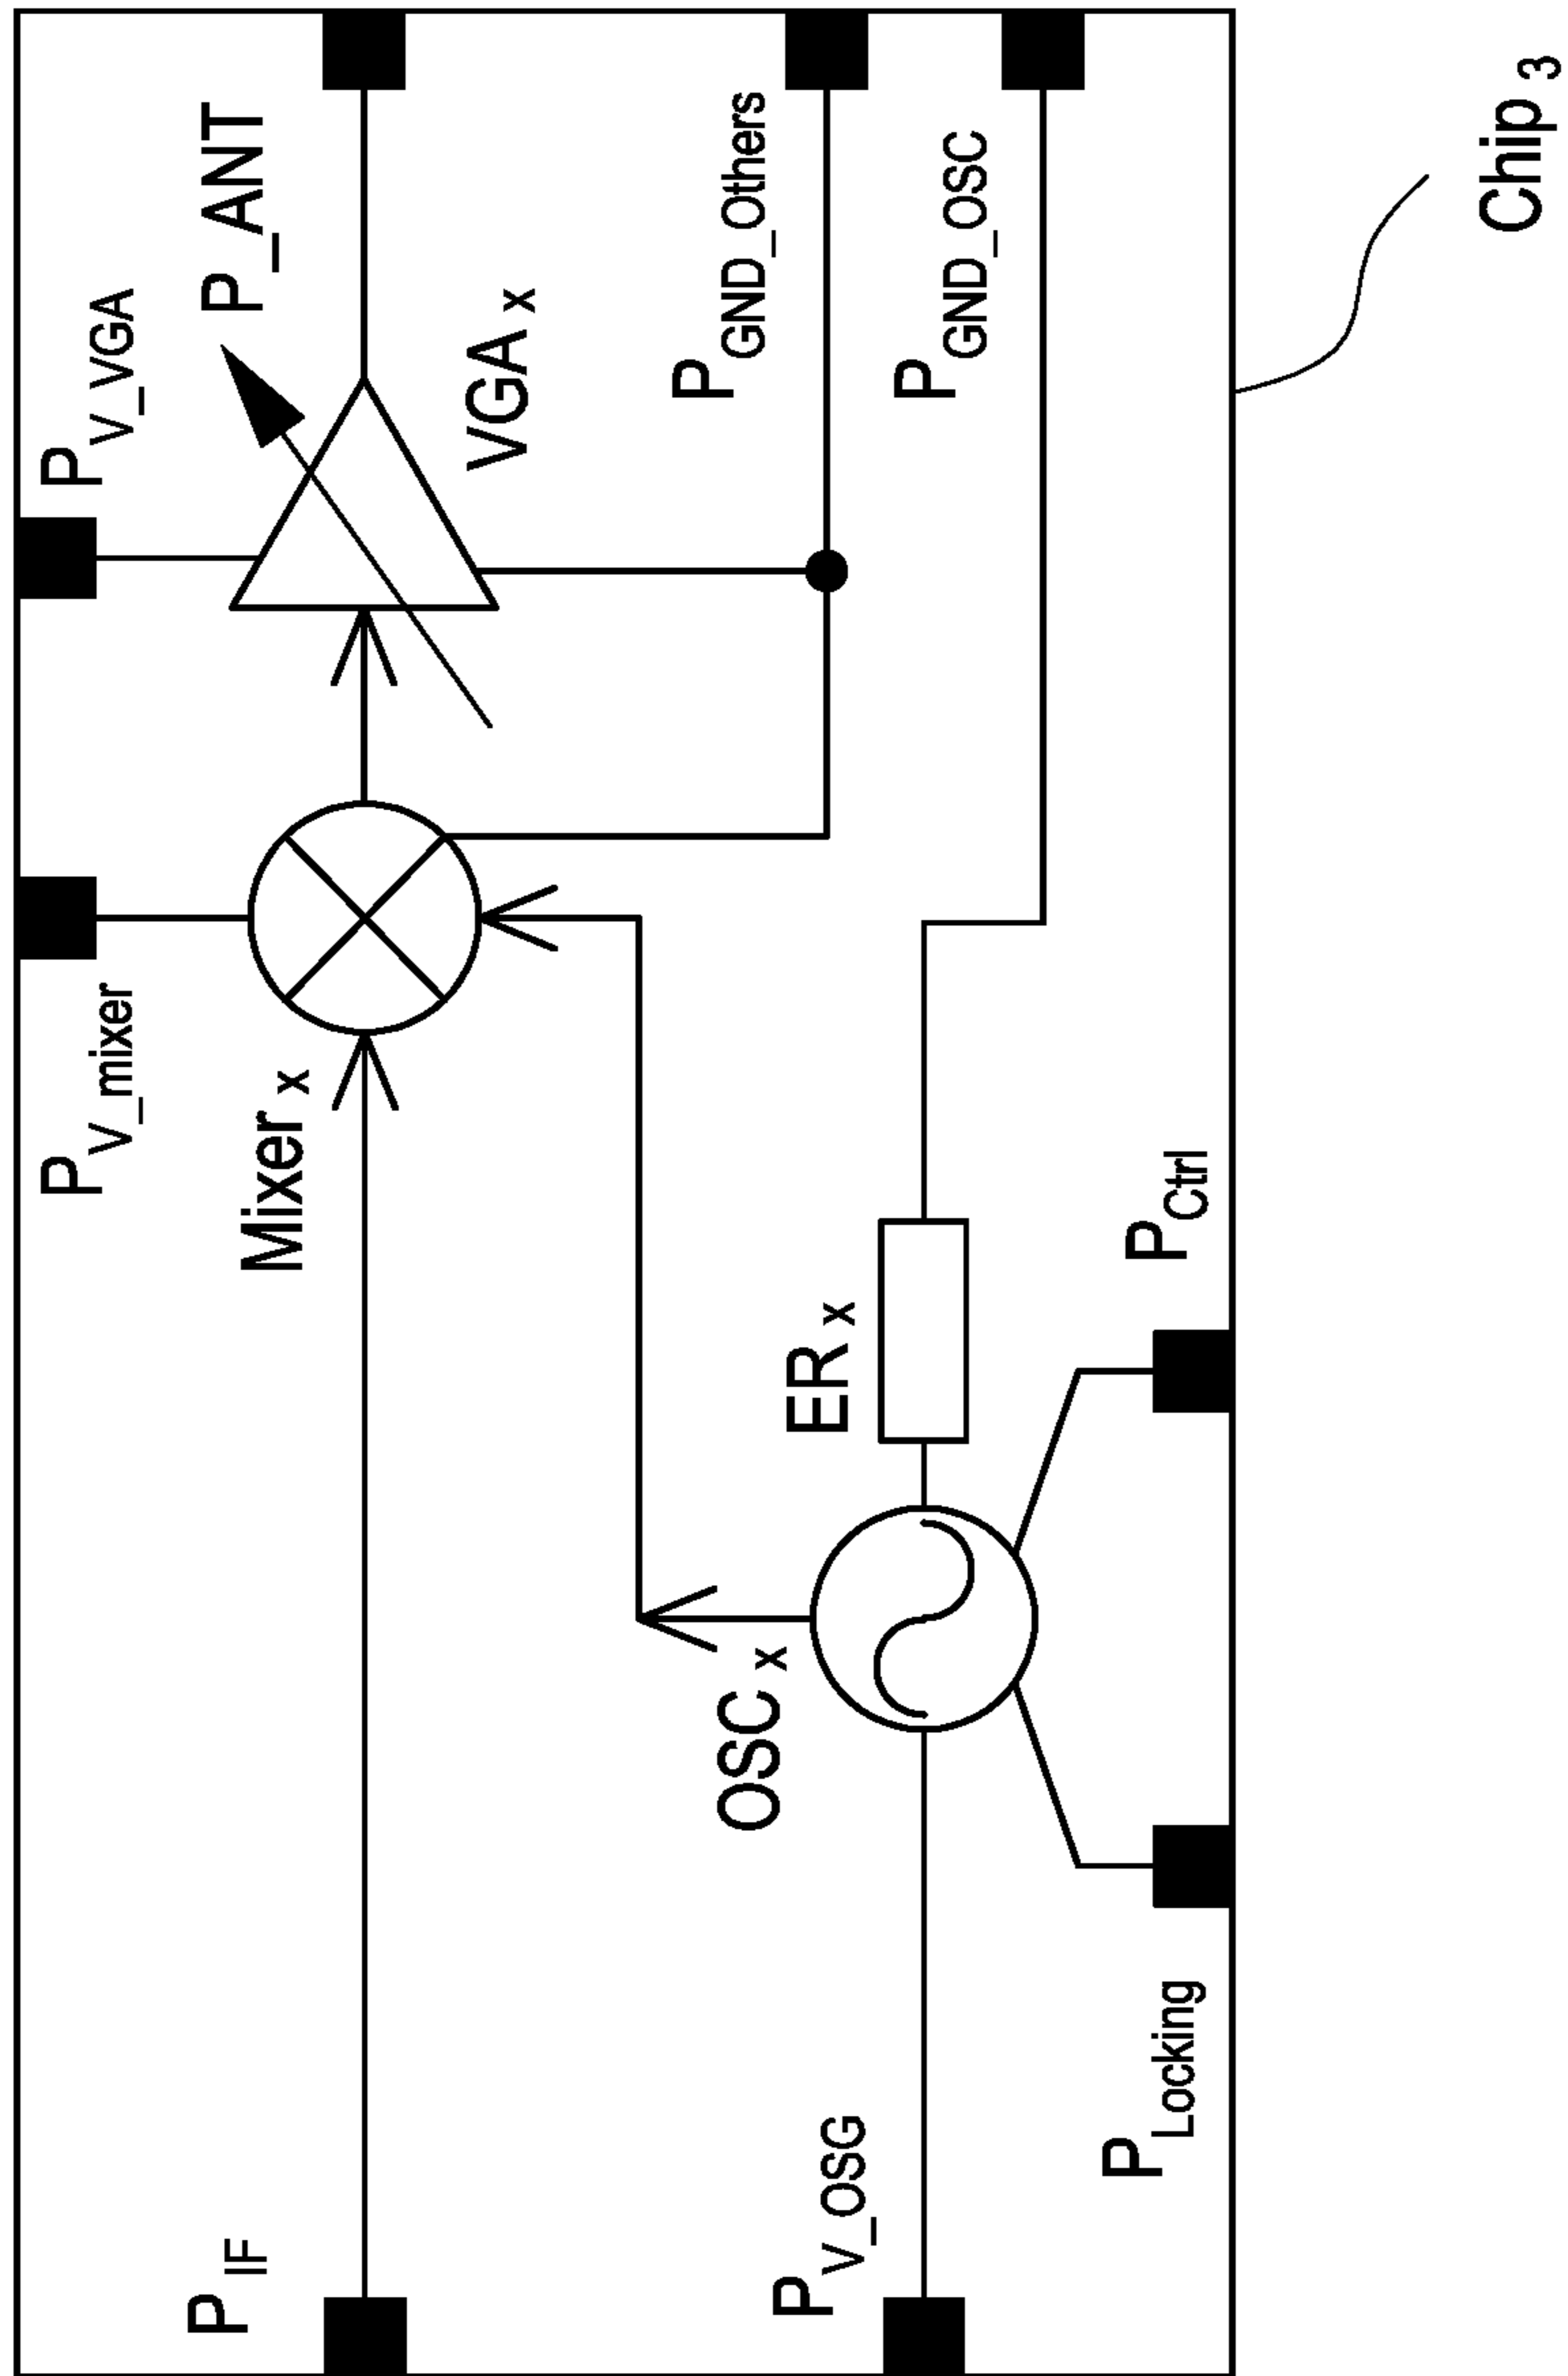 P V_mixer
P V_VGA
P_ANT
P IF
Mixer x
VGA x
P GND_Others
OSC x
ER x
P GND_OSC
P V_OSG
P Ctrl
P Locking
Chip 3